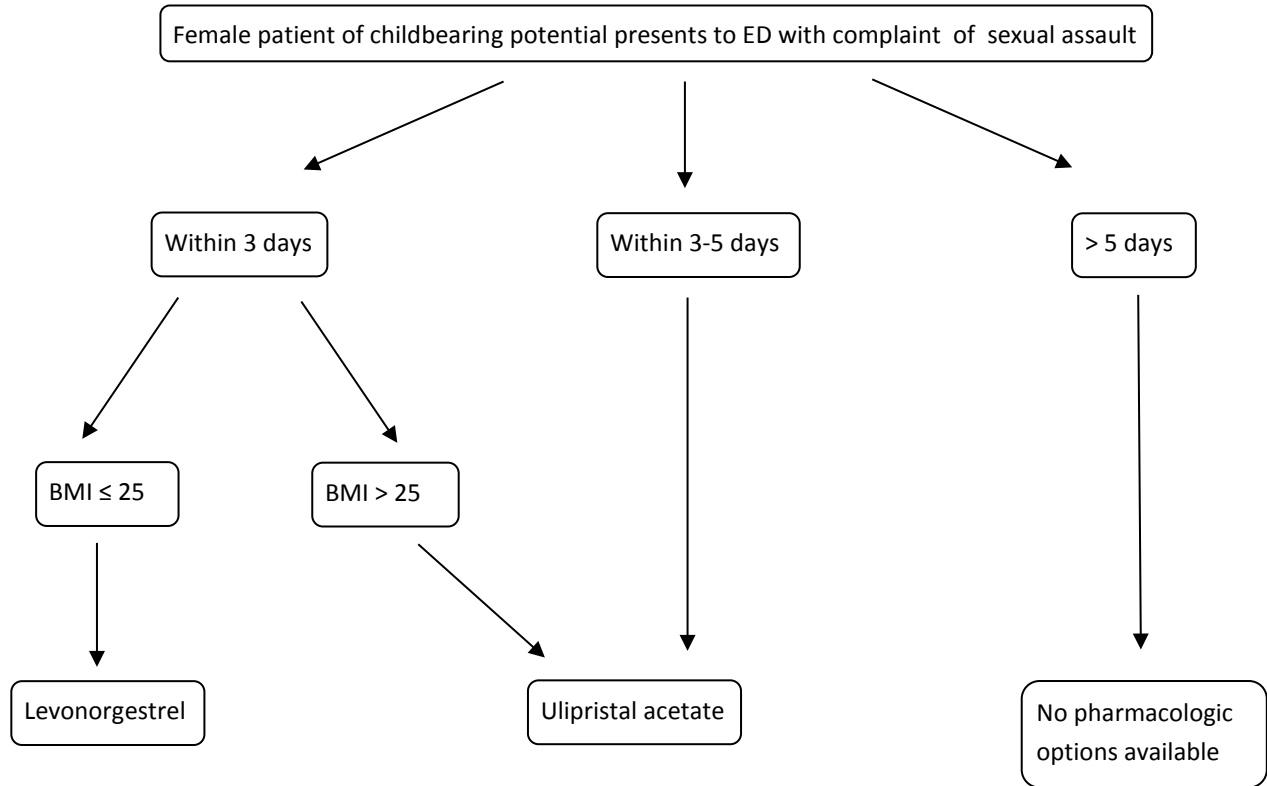 Female patient of childbearing potential presents to ED with complaint of sexual assault
Within 3 days
Within 3-5 days
> 5 days
BMI ≤ 25
BMI > 25
Levonorgestrel
Ulipristal acetate
No pharmacologic
options available